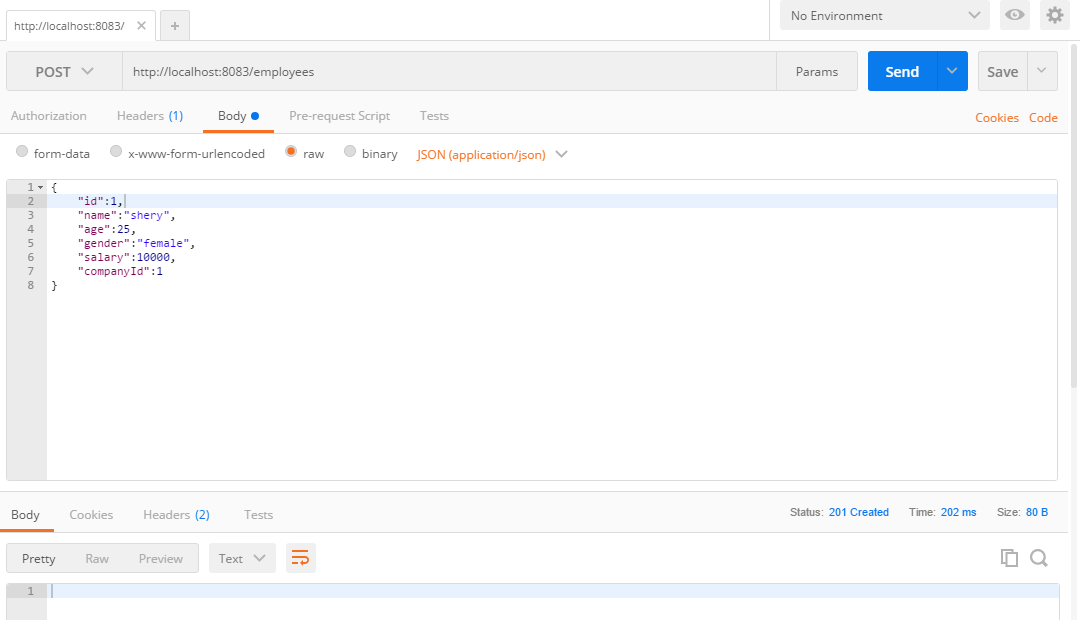 http://localhost:8083/ ✕ + No Environment
POST http://localhost:8083/employees Params Send Save
Authorization Headers (1) Body Pre-request Script Tests Cookies Code
form-data x-www-form-urlencoded raw binary JSON (application/json)
1 {
2 "id":1,
3 "name":"shery",
4 "age":25,
5 "gender":"female",
6 "salary":10000,
7 "companyId":1
8 }
Body Cookies Headers (2) Tests Status: 201 Created Time: 202 ms Size: 80 B
Pretty Raw Preview Text
1